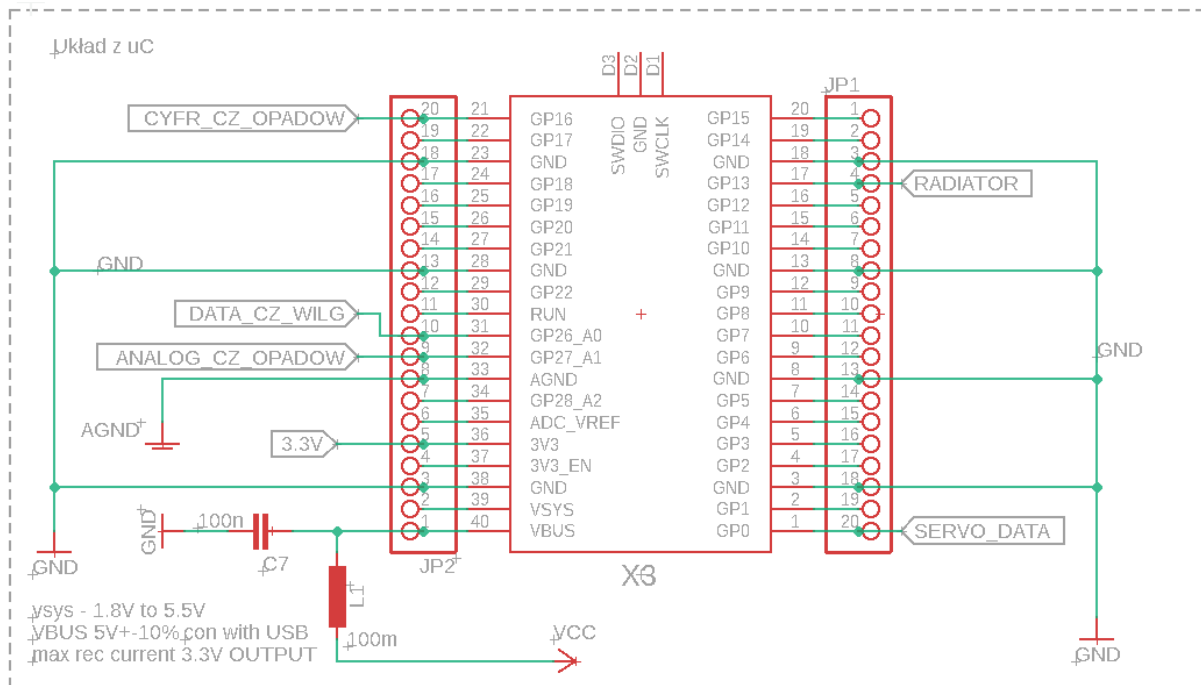 Układ z uC
D3 D2 D1
JP1
CYFR_CZ_OPADOW 20 21 GP16 SWDIO GND SWCLK GP15 20 1
19 22 GP17 GP14 19 2
18 23 GND GND 18 3
17 24 GP18 GP13 17 4 RADIATOR
16 25 GP19 GP12 16 5
15 26 GP20 GP11 15 6
14 27 GP21 GP10 14 7
GND 13 28 GND GND 13 8
12 29 GP22 GP9 12 9
DATA_CZ_WILG 11 30 RUN GP8 11 10
10 31 GP26_A0 GP7 10 11
ANALOG_CZ_OPADOW 9 32 GP27_A1 GP6 9 12 GND
8 33 AGND GND 8 13
7 34 GP28_A2 GP5 7 14
AGND 6 35 ADC_VREF GP4 6 15
3.3V 5 36 3V3 GP3 5 16
4 37 3V3_EN GP2 4 17
3 38 GND GND 3 18
2 39 VSYS GP1 2 19
GND 100n 1 40 VBUS GP0 1 20 SERVO_DATA
GND C7 JP2 X3
vsys - 1.8V to 5.5V L1
VBUS 5V+-10% con with USB 100m VCC
max rec current 3.3V OUTPUT GND